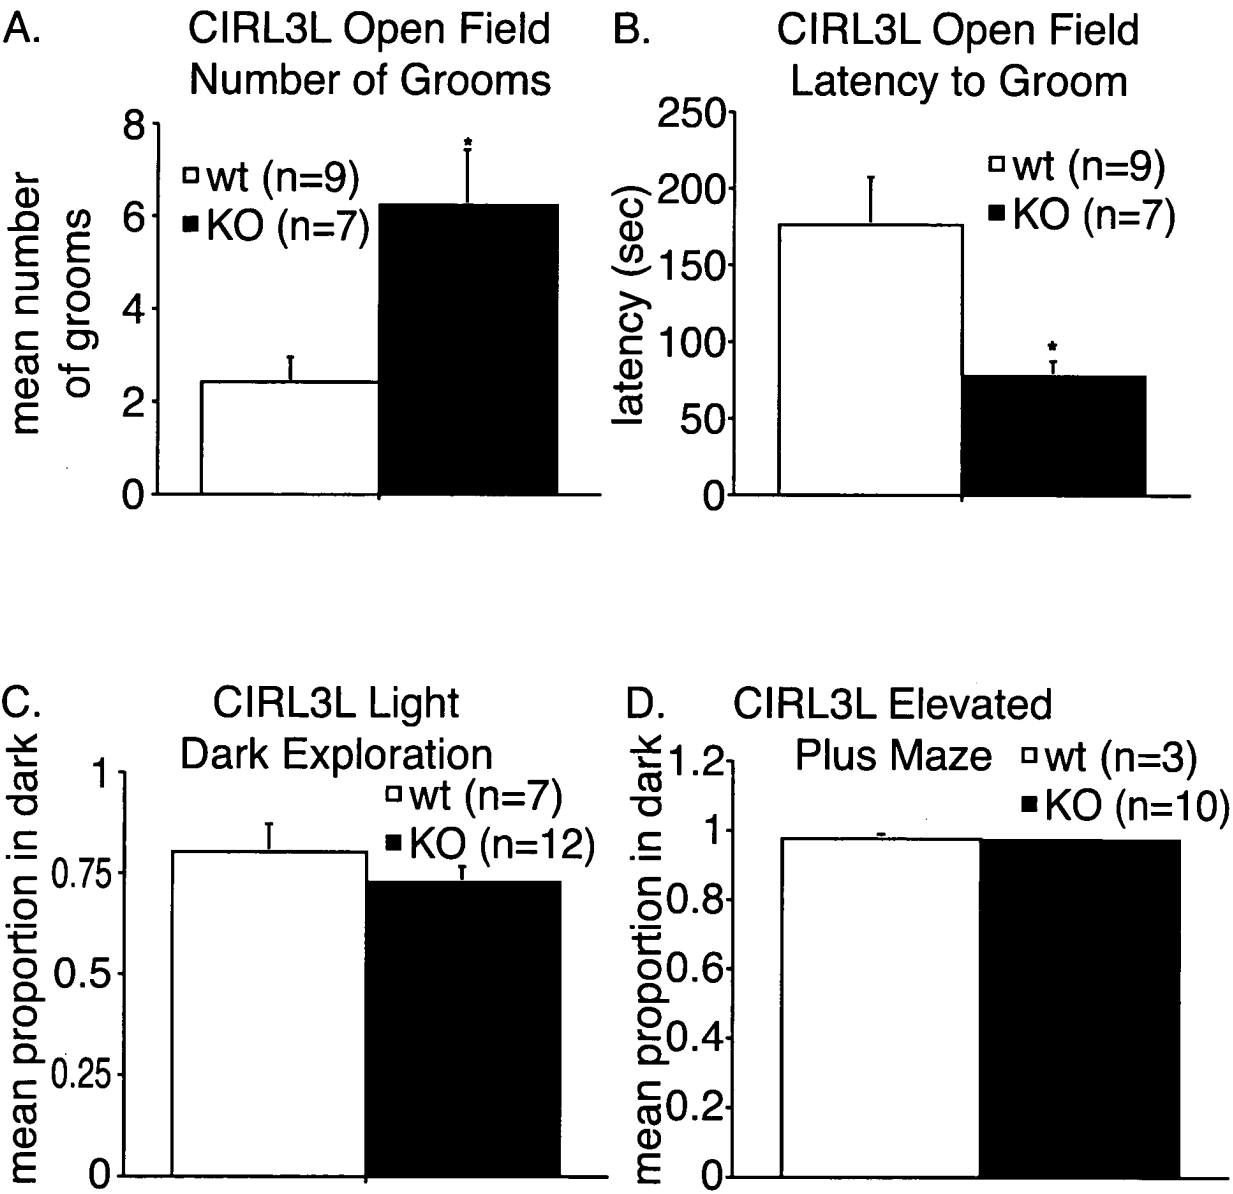 A.
CIRL3L Open Field
Number of Grooms
mean number
of grooms
8
6
4
2
0
wt (n=9)
KO (n=7)
*
B.
CIRL3L Open Field
Latency to Groom
latency (sec)
250
200
150
100
50
0
wt (n=9)
KO (n=7)
*
C.
CIRL3L Light
Dark Exploration
mean proportion in dark
1
0.75
0.5
0.25
0
wt (n=7)
KO (n=12)
D.
CIRL3L Elevated
Plus Maze
mean proportion in dark
1.2
1
0.8
0.6
0.4
0.2
0
wt (n=3)
KO (n=10)